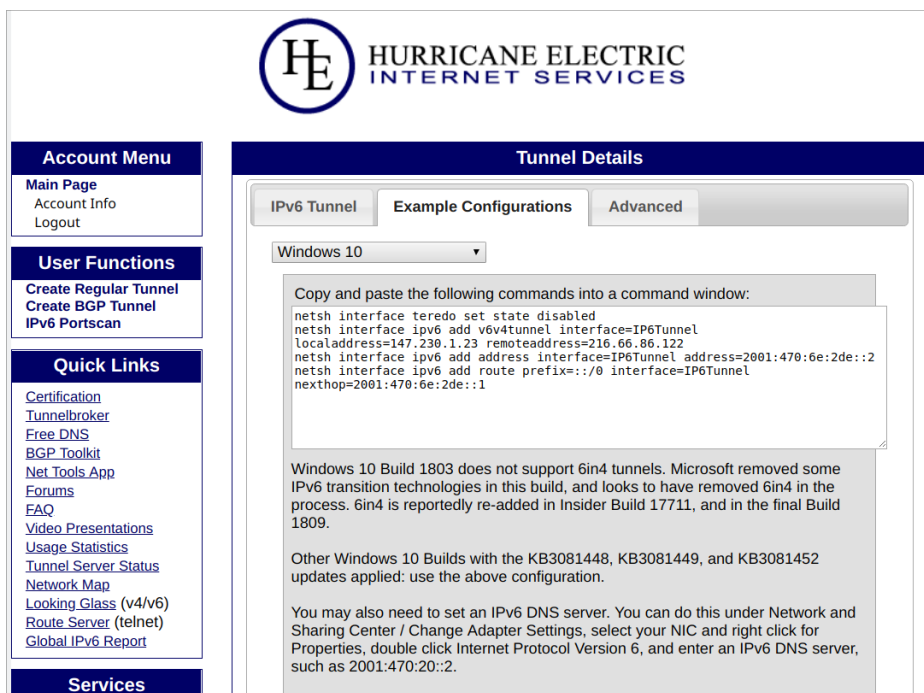 HE
HURRICANE ELECTRIC
INTERNET SERVICES
Account Menu
Main Page
Account Info
Logout
User Functions
Create Regular Tunnel
Create BGP Tunnel
IPv6 Portscan
Quick Links
Certification
Tunnelbroker
Free DNS
BGP Toolkit
Net Tools App
Forums
FAQ
Video Presentations
Usage Statistics
Tunnel Server Status
Network Map
Looking Glass (v4/v6)
Route Server (telnet)
Global IPv6 Report
Services
Tunnel Details
IPv6 Tunnel
Example Configurations
Advanced
Windows 10
Copy and paste the following commands into a command window:
netsh interface teredo set state disabled
netsh interface ipv6 add v6v4tunnel interface=IP6Tunnel
localaddress=147.230.1.23 remoteaddress=216.66.86.122
netsh interface ipv6 add address interface=IP6Tunnel address=2001:470:6e:2de::2
netsh interface ipv6 add route prefix=::/0 interface=IP6Tunnel
nexthop=2001:470:6e:2de::1
Windows 10 Build 1803 does not support 6in4 tunnels. Microsoft removed some
IPv6 transition technologies in this build, and looks to have removed 6in4 in the
process. 6in4 is reportedly re-added in Insider Build 17711, and in the final Build
1809.
Other Windows 10 Builds with the KB3081448, KB3081449, and KB3081452
updates applied: use the above configuration.
You may also need to set an IPv6 DNS server. You can do this under Network and
Sharing Center / Change Adapter Settings, select your NIC and right click for
Properties, double click Internet Protocol Version 6, and enter an IPv6 DNS server,
such as 2001:470:20::2.